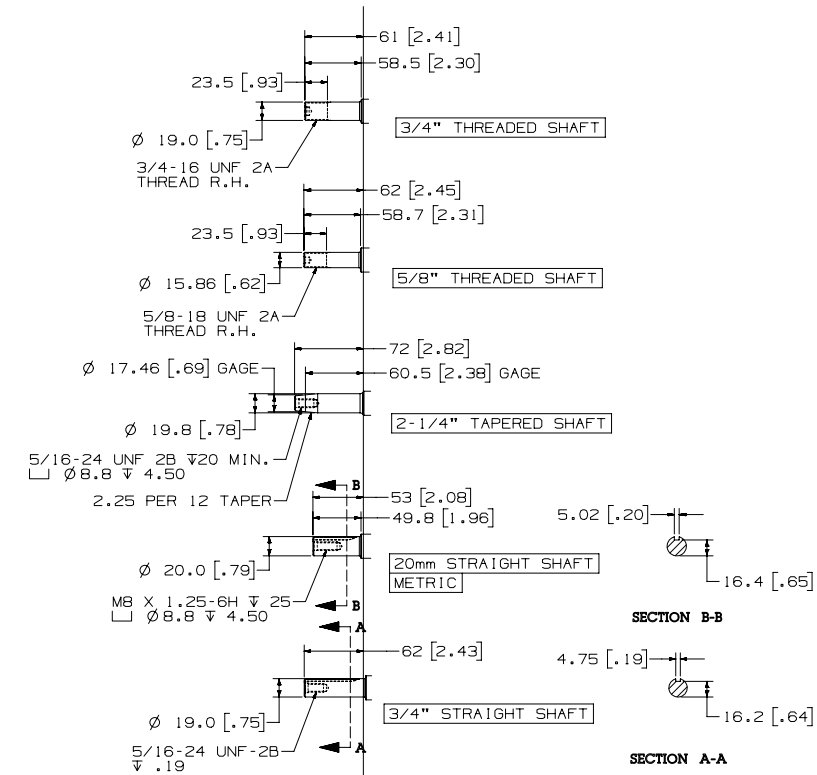 61 [2.41]
58.5 [2.30]
23.5 [.93]
Ø 19.0 [.75]
3/4" THREADED SHAFT
3/4-16 UNF 2A
THREAD R.H.
62 [2.45]
58.7 [2.31]
23.5 [.93]
Ø 15.86 [.62]
5/8" THREADED SHAFT
5/8-18 UNF 2A
THREAD R.H.
72 [2.82]
Ø 17.46 [.69] GAGE
60.5 [2.38] GAGE
Ø 19.8 [.78]
2-1/4" TAPERED SHAFT
5/16-24 UNF 2B ↧20 MIN.
⌴ Ø8.8 ↧ 4.50
2.25 PER 12 TAPER
B
53 [2.08]
49.8 [1.96]
5.02 [.20]
Ø 20.0 [.79]
20mm STRAIGHT SHAFT
METRIC
16.4 [.65]
M8 X 1.25-6H ↧ 25
⌴ Ø8.8 ↧ 4.50
B
SECTION B-B
A
62 [2.43]
4.75 [.19]
Ø 19.0 [.75]
3/4" STRAIGHT SHAFT
16.2 [.64]
5/16-24 UNF-2B
↧ .19
A
SECTION A-A